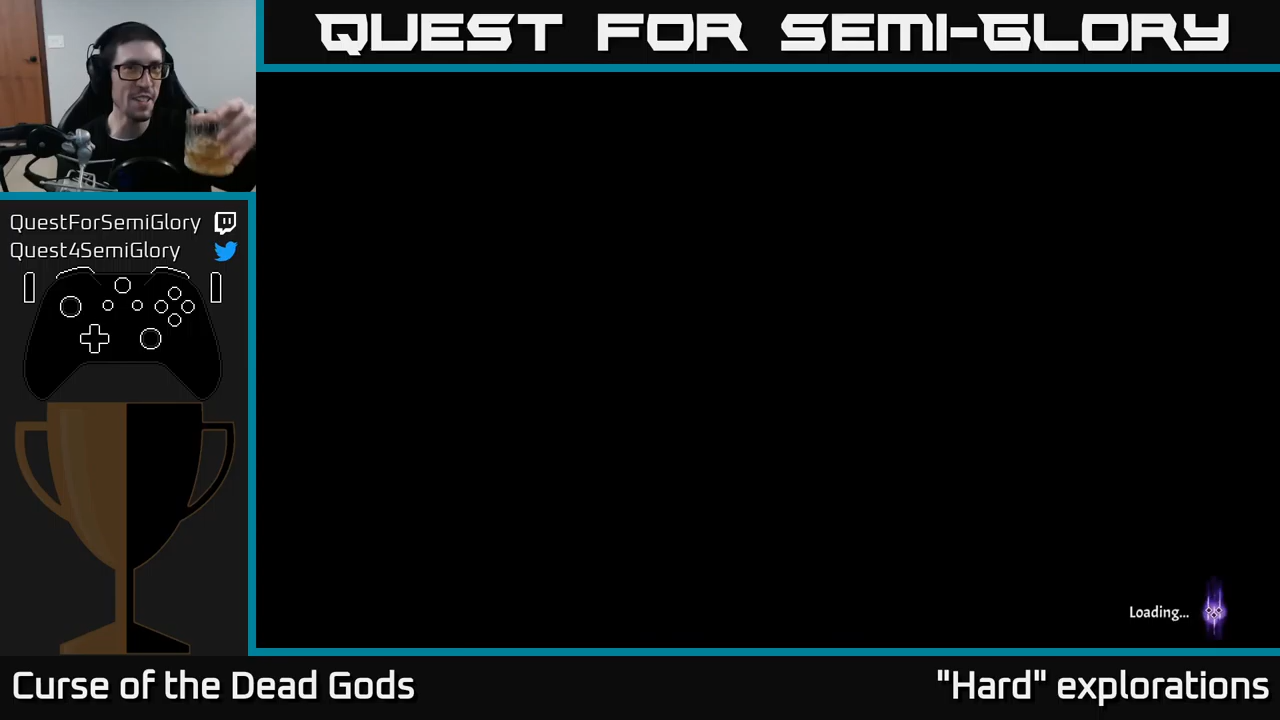 QUEST FOR SEMI-GLORY
QuestForSemiGlory
Quest4SemiGlory
Loading...
Curse of the Dead Gods
"Hard" explorations